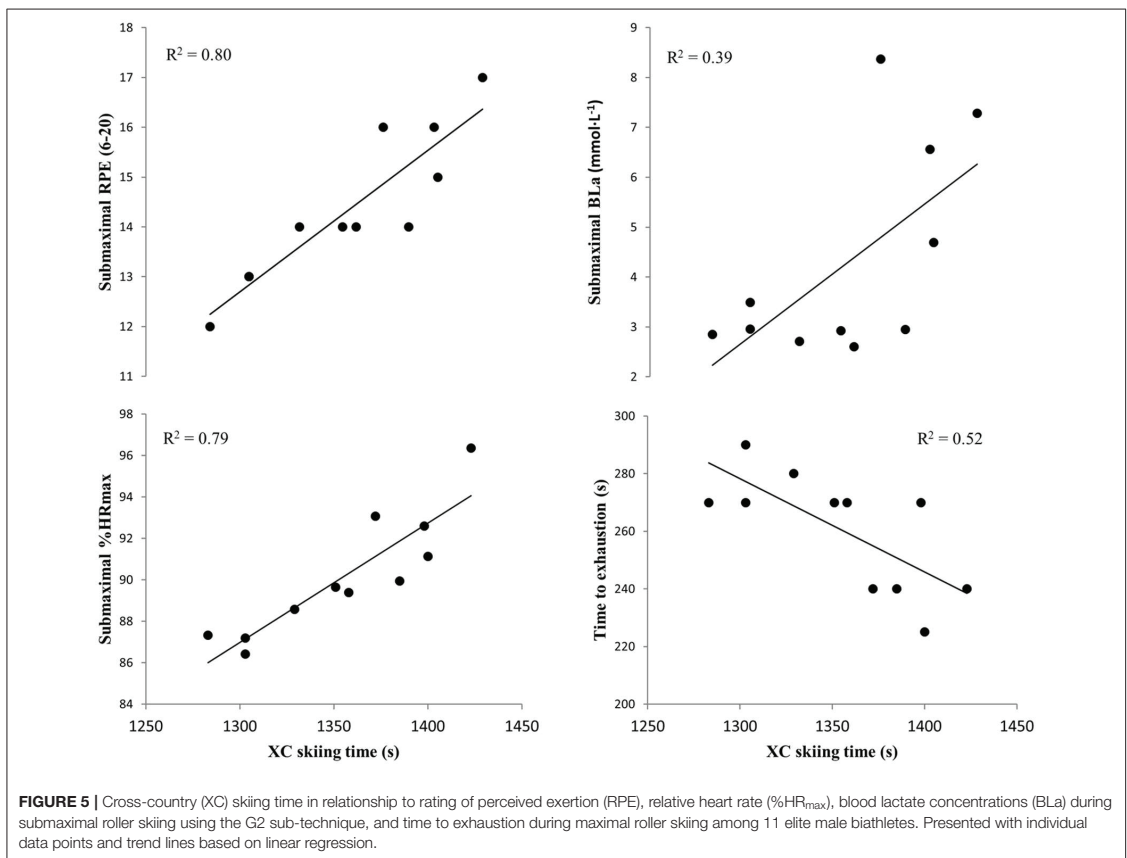 R² = 0.80
Submaximal RPE (6-20)
18
17
16
15
14
13
12
11
R² = 0.39
Submaximal BLa (mmol·L⁻¹)
9
8
7
6
5
4
3
2
R² = 0.79
Submaximal %HRmax
98
96
94
92
90
88
86
84
1250 1300 1350 1400 1450
XC skiing time (s)
R² = 0.52
Time to exhaustion (s)
300
280
260
240
220
200
1250 1300 1350 1400 1450
XC skiing time (s)
FIGURE 5 | Cross-country (XC) skiing time in relationship to rating of perceived exertion (RPE), relative heart rate (%HRmax), blood lactate concentrations (BLa) during
submaximal roller skiing using the G2 sub-technique, and time to exhaustion during maximal roller skiing among 11 elite male biathletes. Presented with individual
data points and trend lines based on linear regression.